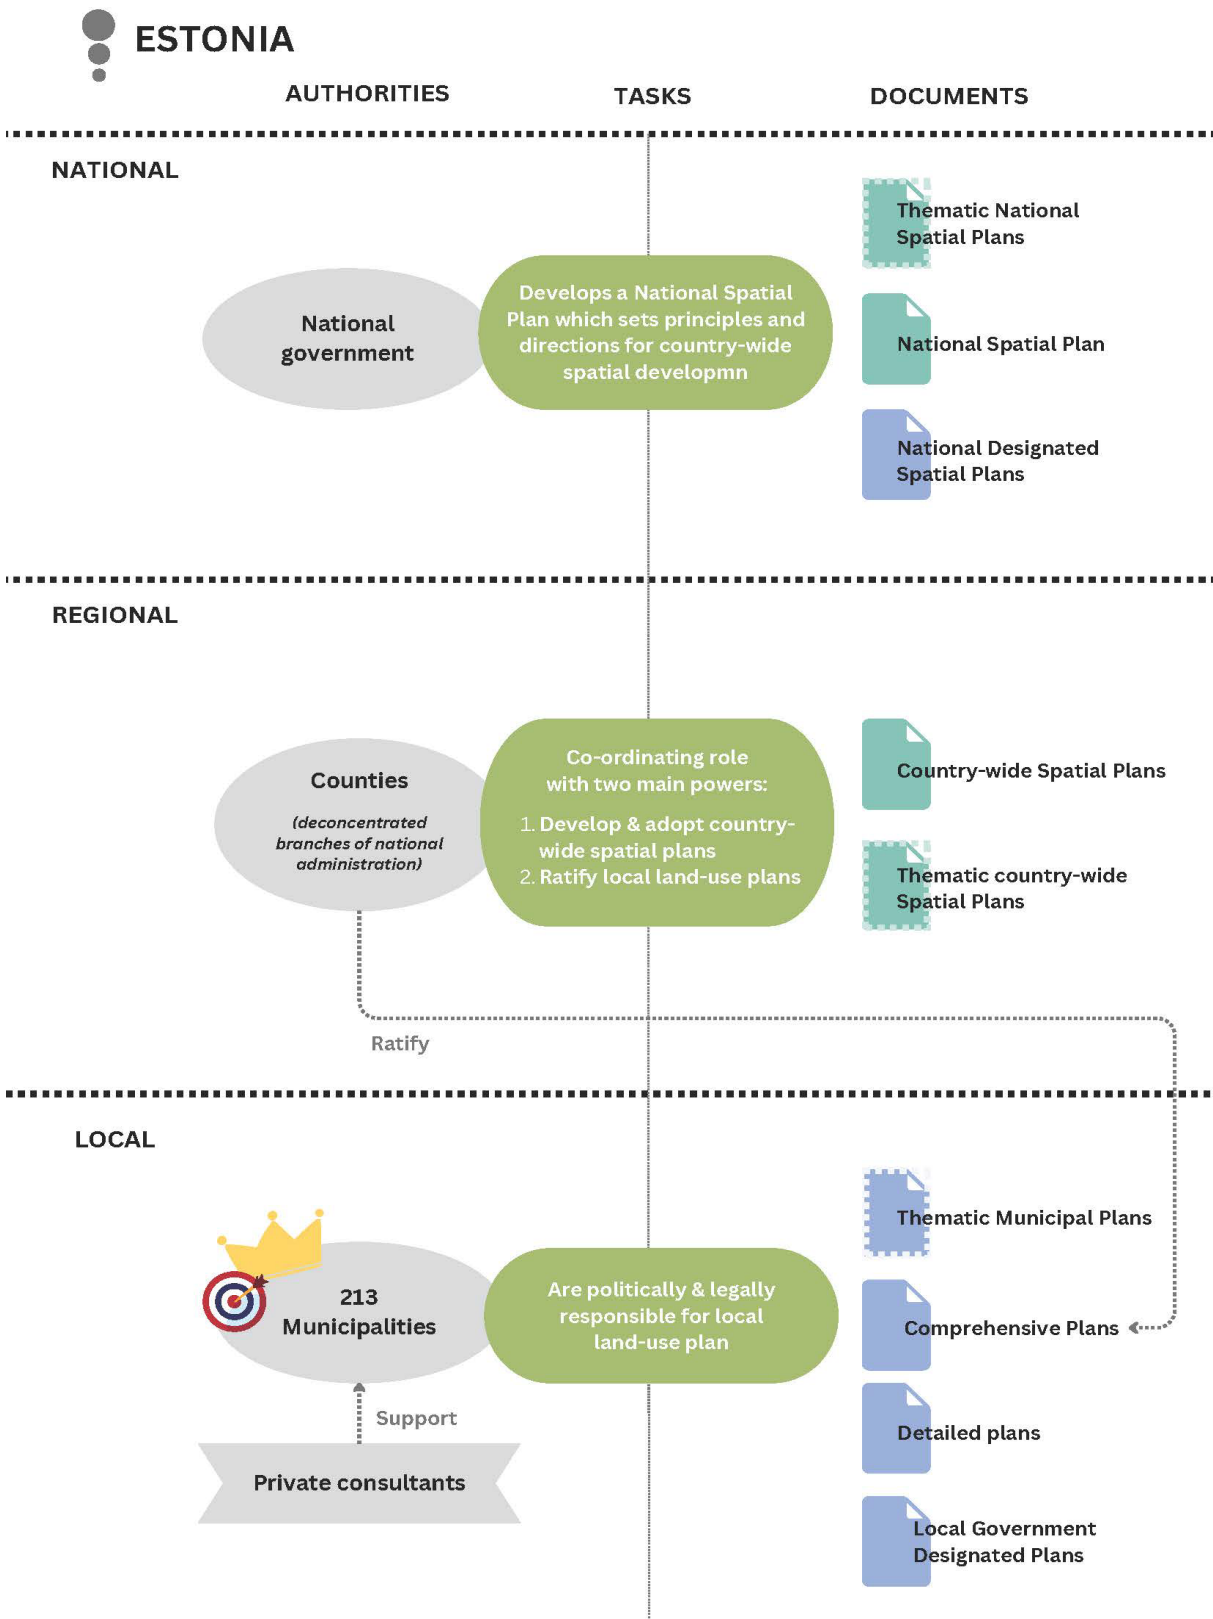 ESTONIA
AUTHORITIES
TASKS
DOCUMENTS
NATIONAL
National
government
Develops a National Spatial
Plan which sets principles and
directions for country-wide
spatial developmn
Thematic National
Spatial Plans
National Spatial Plan
National Designated
Spatial Plans
REGIONAL
Counties
(deconcentrated
branches of national
administration)
Co-ordinating role
with two main powers:
1. Develop & adopt country-
wide spatial plans
2. Ratify local land-use plans
Country-wide Spatial Plans
Thematic country-wide
Spatial Plans
Ratify
LOCAL
213
Municipalities
Are politically & legally
responsible for local
land-use plan
Support
Private consultants
Thematic Municipal Plans
Comprehensive Plans
Detailed plans
Local Government
Designated Plans